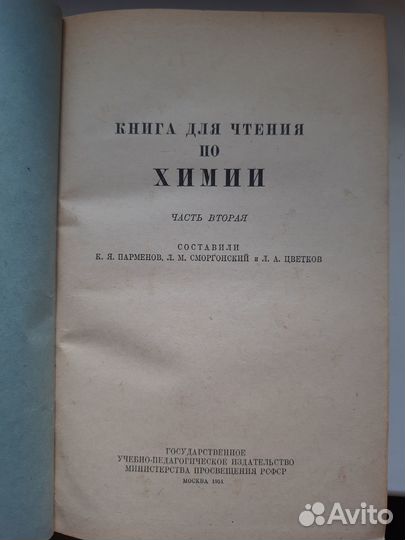 КНИГА ДЛЯ ЧТЕНИЯ
ПО
ХИМИИ
ЧАСТЬ ВТОРАЯ
СОСТАВИЛИ
К. Я. ПАРМЕНОВ, Л. М. СМОРГОНСКИЙ и Л. А. ЦВЕТКОВ
ГОСУДАРСТВЕННОЕ
УЧЕБНО-ПЕДАГОГИЧЕСКОЕ ИЗДАТЕЛЬСТВО
МИНИСТЕРСТВА ПРОСВЕЩЕНИЯ РСФСР
МОСКВА
Avito